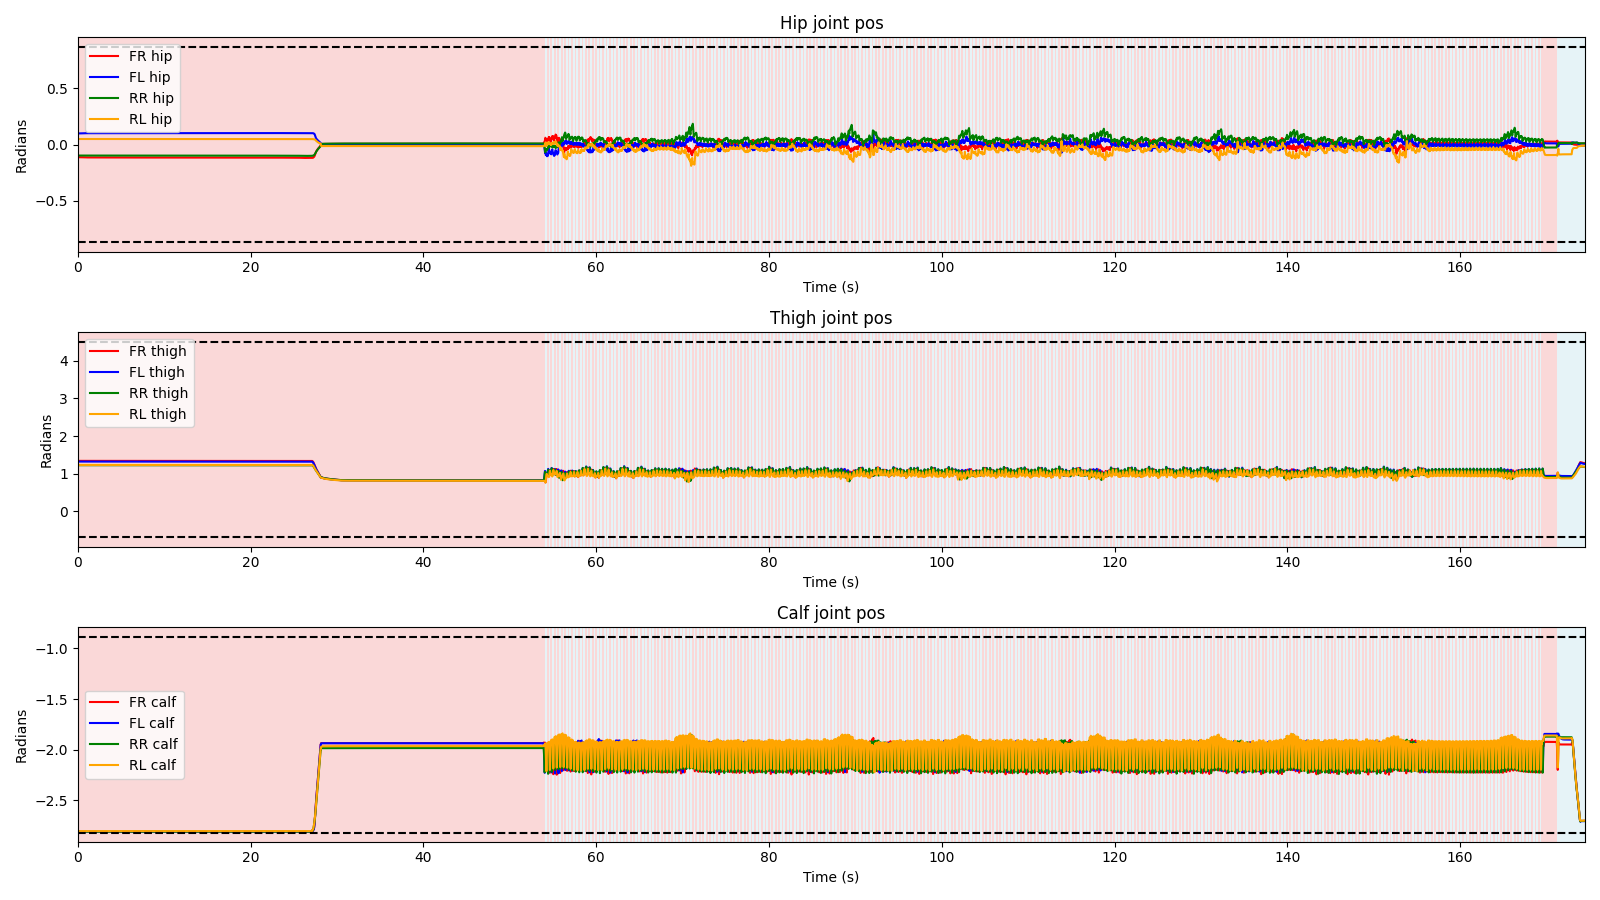 Hip joint pos
Radians
0.5
0.0
−0.5
FR hip
FL hip
RR hip
RL hip
0 20 40 60 80 100 120 140 160
Time (s)
Thigh joint pos
Radians
4
3
2
1
0
FR thigh
FL thigh
RR thigh
RL thigh
0 20 40 60 80 100 120 140 160
Time (s)
Calf joint pos
Radians
−1.0
−1.5
−2.0
−2.5
FR calf
FL calf
RR calf
RL calf
0 20 40 60 80 100 120 140 160
Time (s)